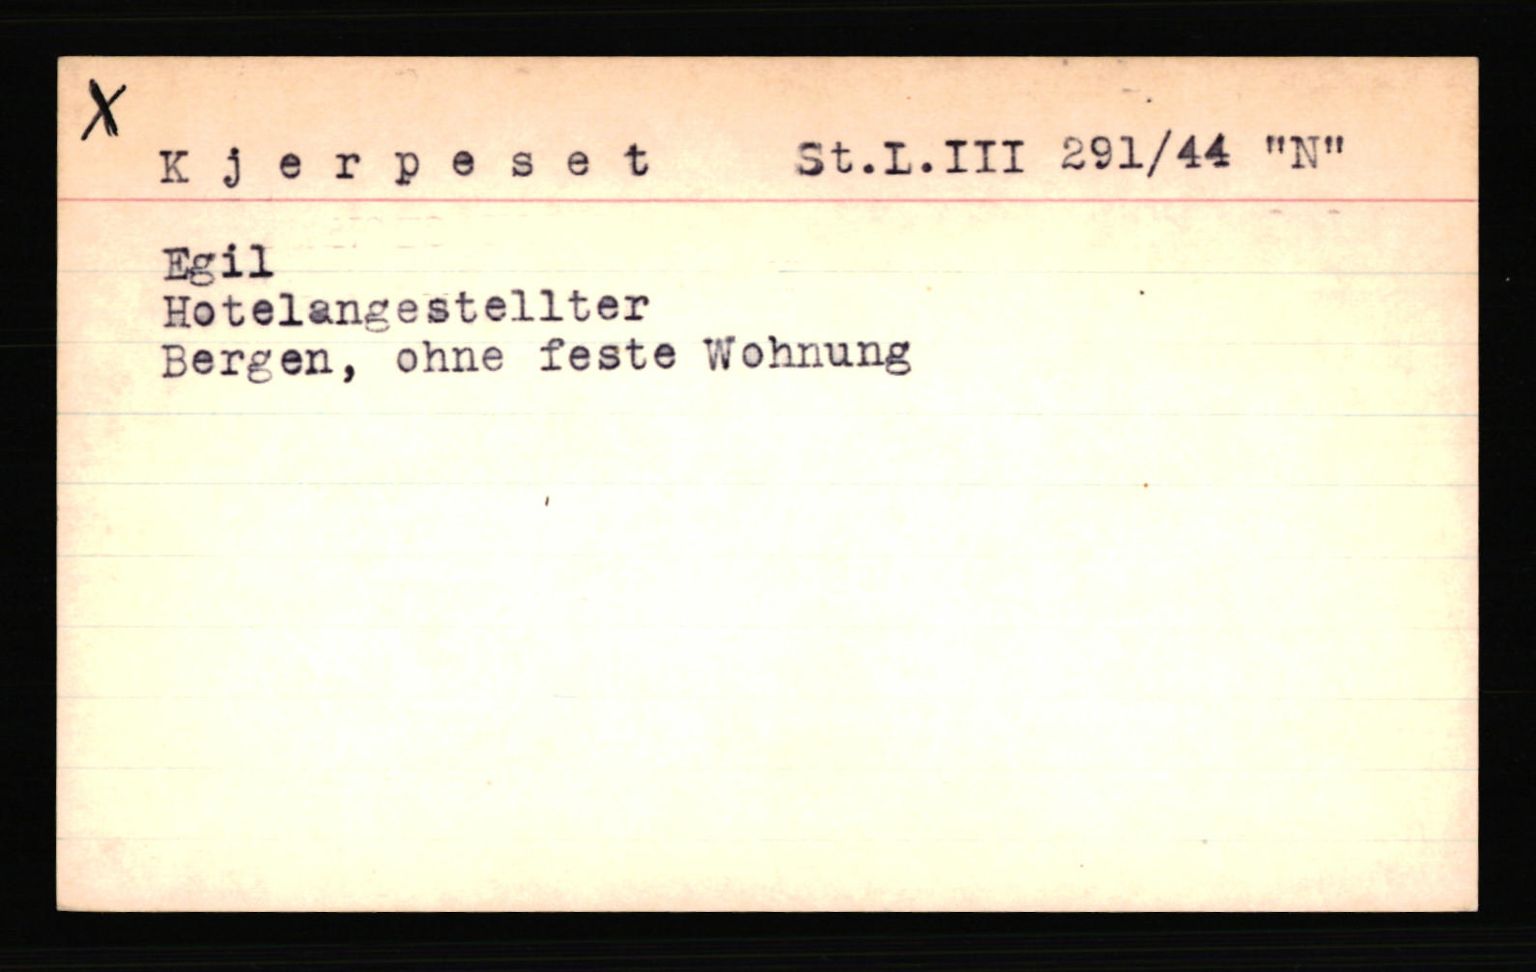 X
K j e r p e s e t St.L.III 291/44 "N"
Egil
Hotelangestellter
Bergen, ohne feste Wohnung